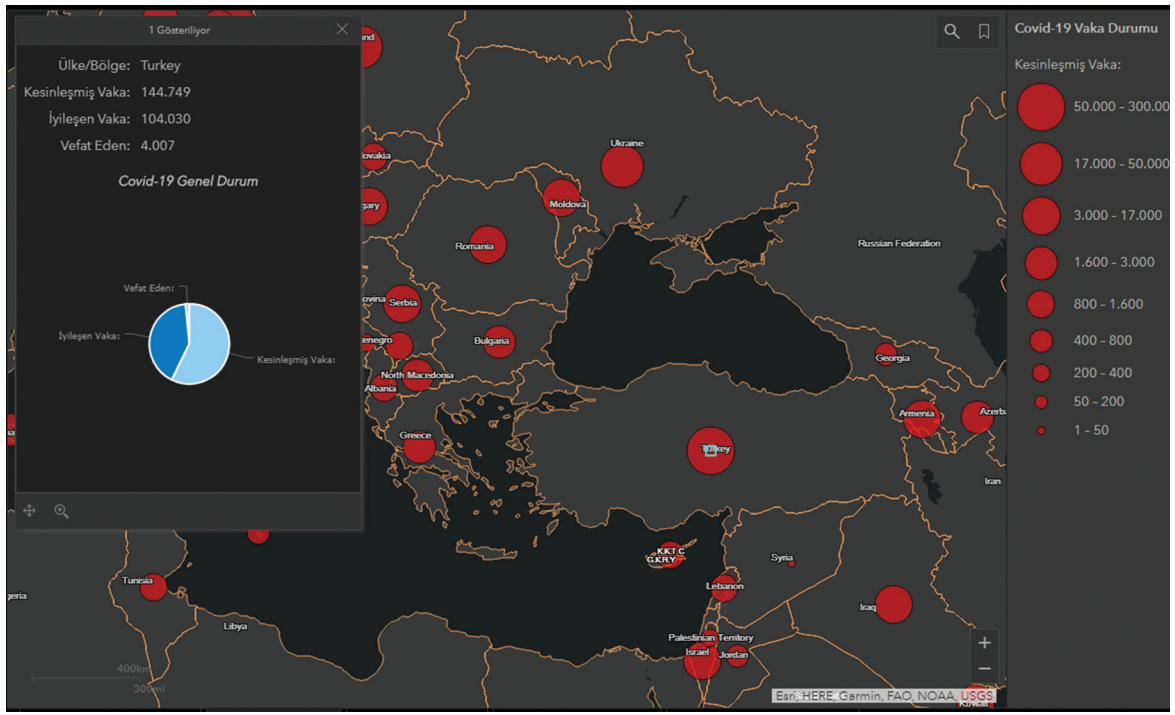 1 Gösteriliyor
Ülke/Bölge: Turkey
Kesinleşmiş Vaka: 144.749
İyileşen Vaka: 104.030
Vefat Eden: 4.007
Covid-19 Genel Durum
Vefat Eden:
İyileşen Vaka:
Kesinleşmiş Vaka:
Ukraine
Moldova
Romania
Russian Federation
Serbia
Bulgaria
North Macedonia
Albania
Georgia
Armenia
Greece
Turkey
Iran
K.K.T.C
G.K.R.Y
Syria
Tunisia
Lebanon
Iraq
Libya
Palestinian Territory
Israel
Jordan
400km
300mi
Esri, HERE, Garmin, FAO, NOAA, USGS
Kuwait
Covid-19 Vaka Durumu
Kesinleşmiş Vaka:
50.000 - 300.00
17.000 - 50.000
3.000 - 17.000
1.600 - 3.000
800 - 1.600
400 - 800
200 - 400
50 - 200
1 - 50